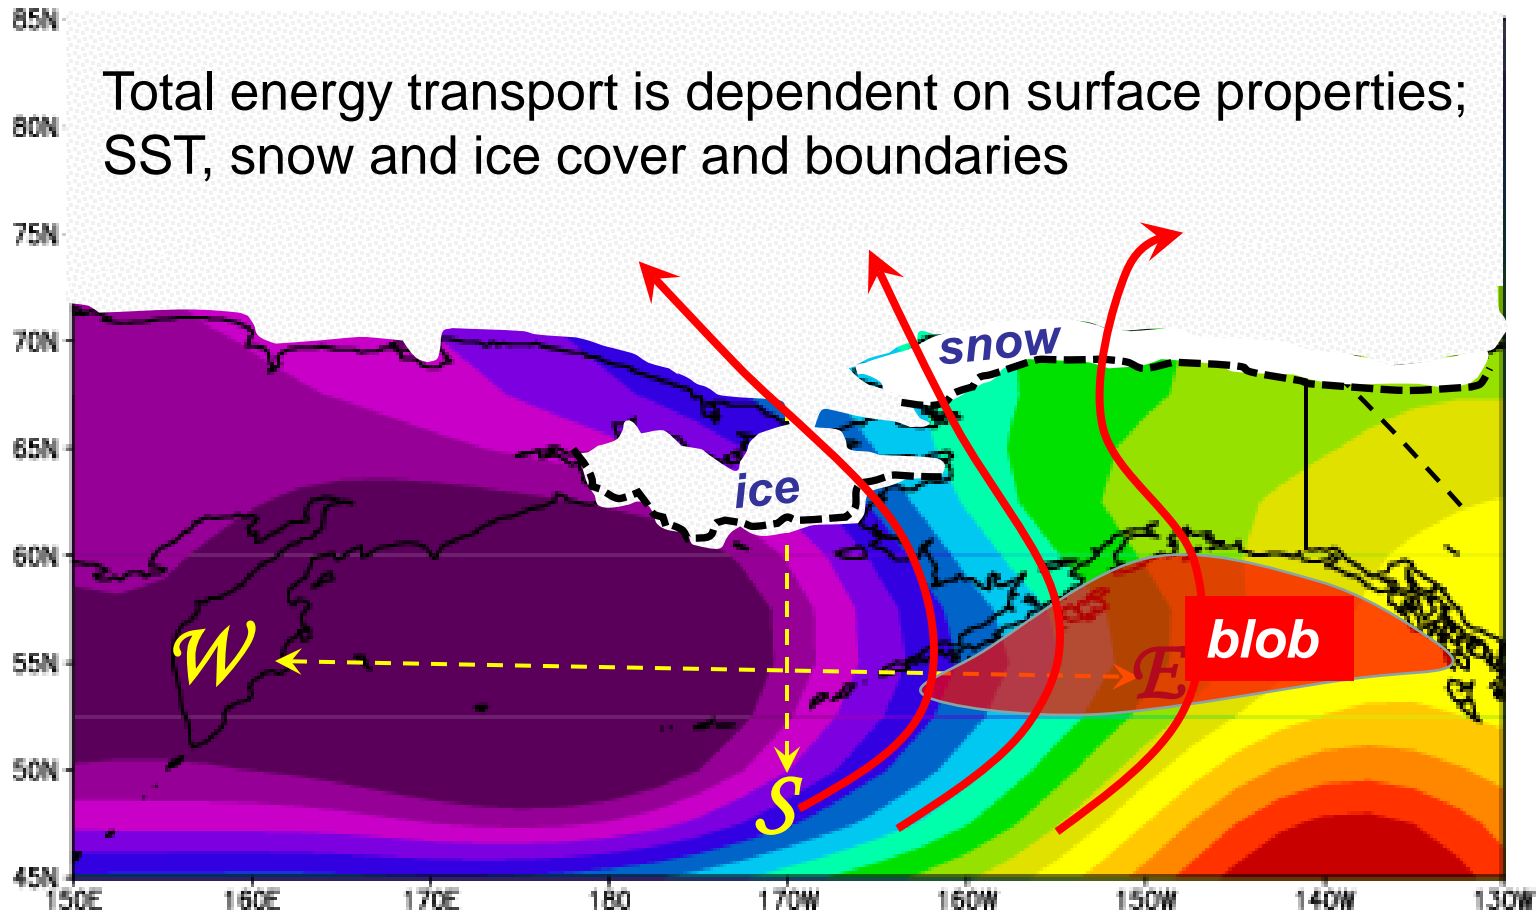 85N
Total energy transport is dependent on surface properties;
80N
SST, snow and ice cover and boundaries
75N
70N
snow
65N
ice
60N
blob
W
55N
E
50N
S
45N
150E 160E 170E 180 170W 160W 150W 140W 130W